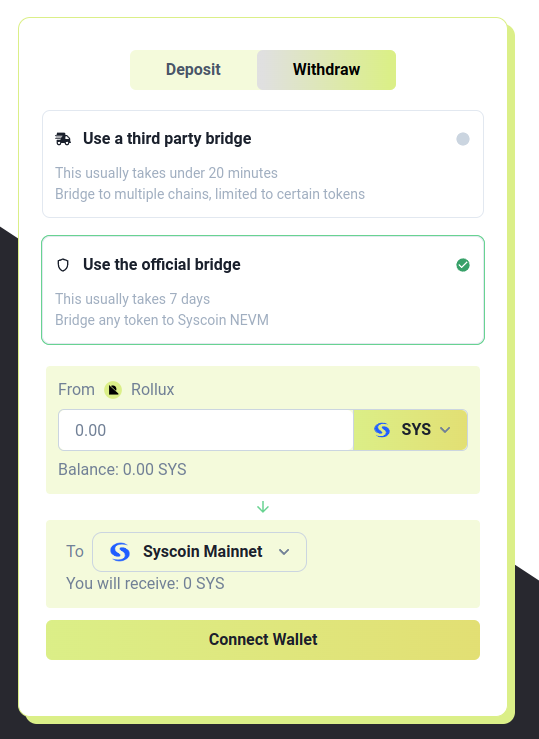 Deposit
Withdraw
Use a third party bridge
This usually takes under 20 minutes
Bridge to multiple chains, limited to certain tokens
Use the official bridge
This usually takes 7 days
Bridge any token to Syscoin NEVM
From Rollux
0.00
SYS
Balance: 0.00 SYS
To Syscoin Mainnet
You will receive: 0 SYS
Connect Wallet